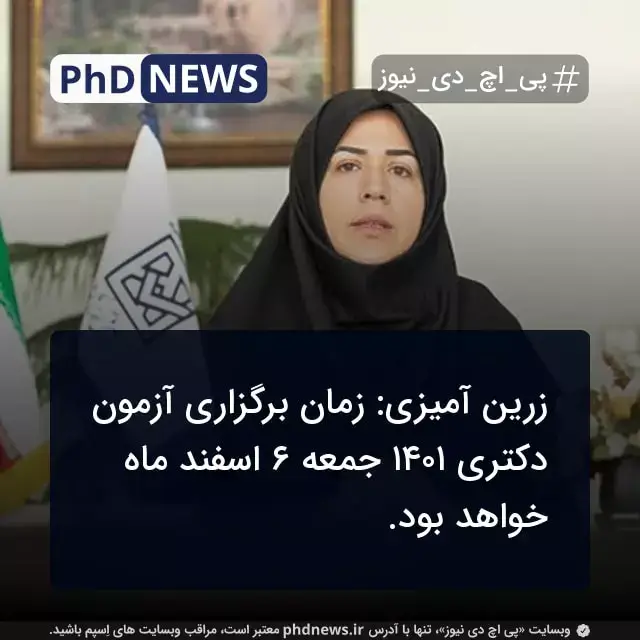 PhD NEWS
#پی_اچ_دی_نیوز
زرین آمیزی: زمان برگزاری آزمون
دکتری ۱۴۰۱ جمعه ۶ اسفند ماه
خواهد بود.
وبسایت «پی اچ دی نیوز»، تنها با آدرس phdnews.ir معتبر است، مراقب وبسایت های اِسپم باشید.